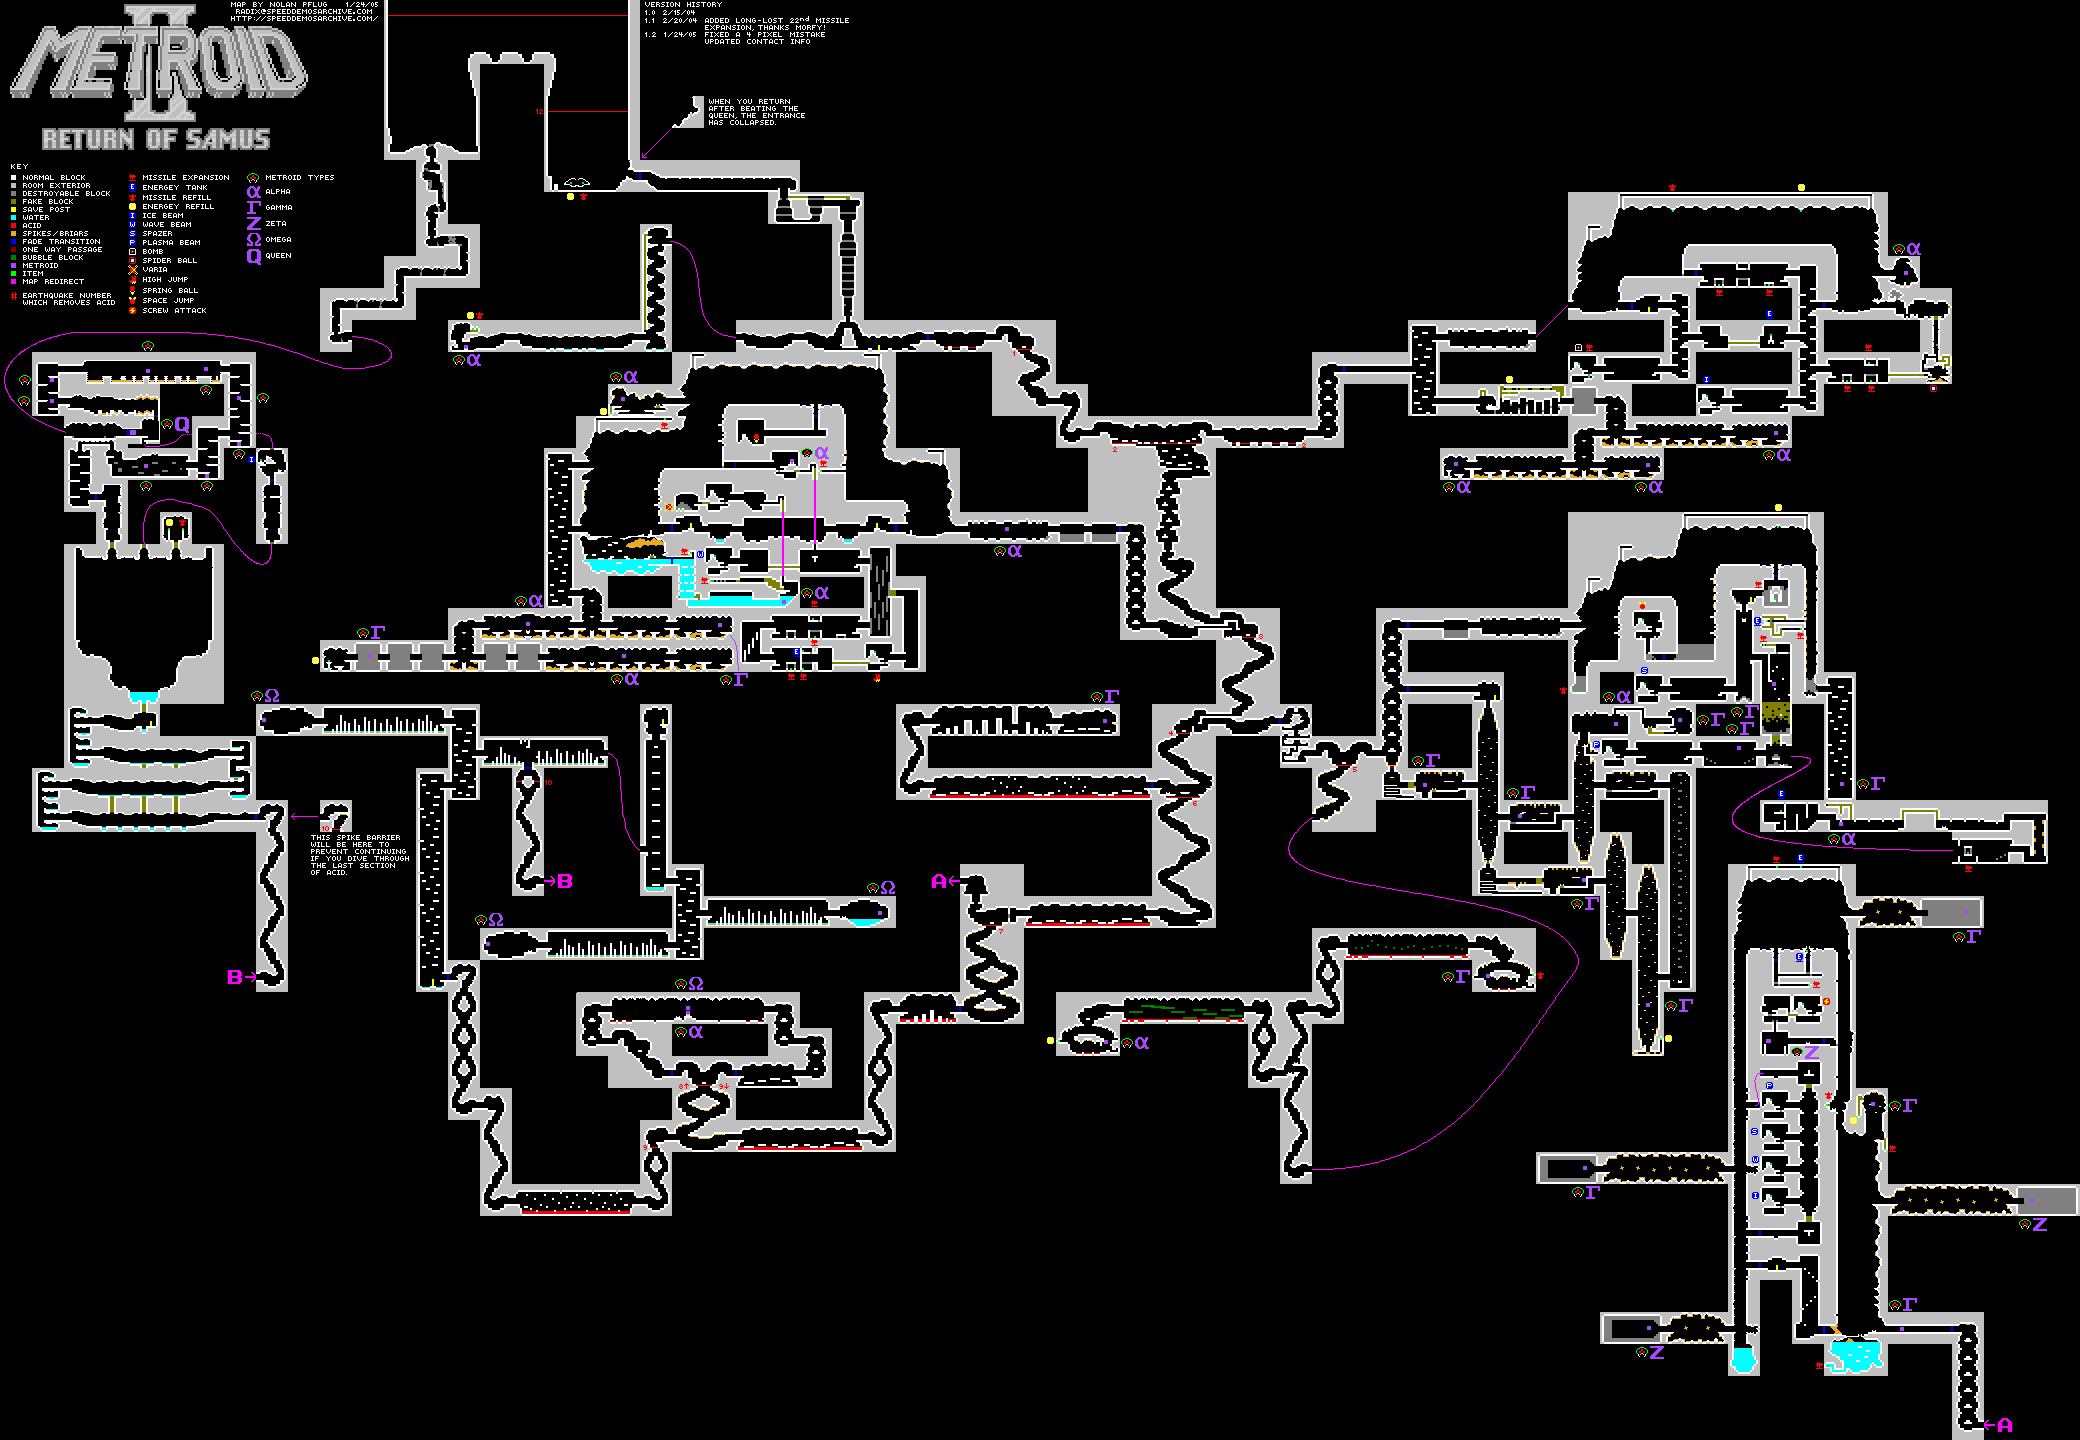 MAP BY NOLAN PFLUG 1/24/05
RADIX@SPEEDDEMOSARCHIVE.COM
HTTP://SPEEDDEMOSARCHIVE.COM/
METROID
II
RETURN OF SAMUS
VERSION HISTORY
1.0 2/15/04
1.1 2/20/04 ADDED LONG-LOST 22nd MISSILE
EXPANSION, THANKS MORFY!
1.2 1/24/05 FIXED A 4 PIXEL MISTAKE
UPDATED CONTACT INFO
WHEN YOU RETURN
AFTER BEATING THE
QUEEN, THE ENTRANCE
HAS COLLAPSED.
KEY
NORMAL BLOCK
ROOM EXTERIOR
DESTROYABLE BLOCK
FAKE BLOCK
SAVE POST
WATER
ACID
SPIKES/BRIARS
FADE TRANSITION
ONE WAY PASSAGE
BUBBLE BLOCK
METROID
ITEM
MAP REDIRECT
# EARTHQUAKE NUMBER
WHICH REMOVES ACID
MISSILE EXPANSION
E ENERGEY TANK
MISSILE REFILL
ENERGEY REFILL
I ICE BEAM
W WAVE BEAM
S SPAZER
P PLASMA BEAM
BOMB
SPIDER BALL
VARIA
HIGH JUMP
SPRING BALL
SPACE JUMP
SCREW ATTACK
METROID TYPES
α ALPHA
Γ GAMMA
Z ZETA
Ω OMEGA
Q QUEEN
THIS SPIKE BARRIER
WILL BE HERE TO
PREVENT CONTINUING
IF YOU DIVE THROUGH
THE LAST SECTION
OF ACID.
A
B
B
A